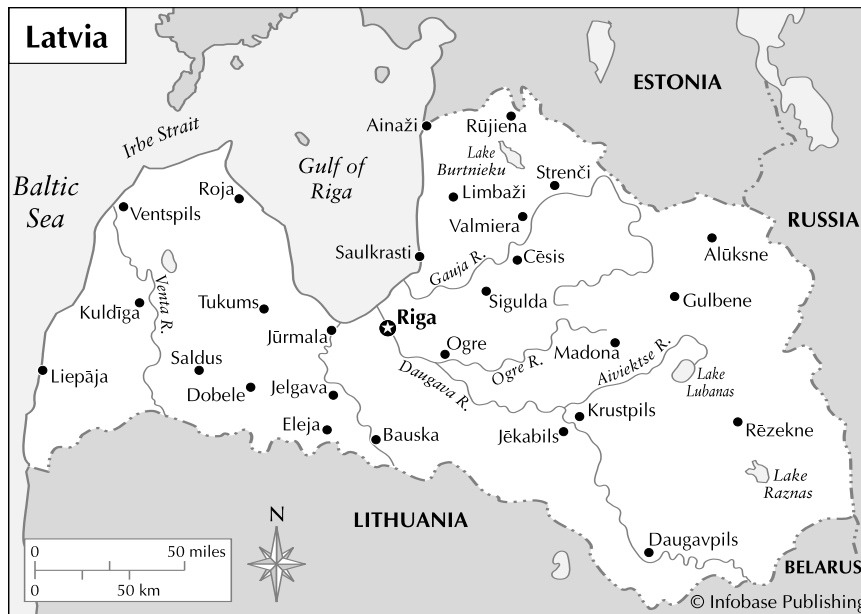 Latvia
ESTONIA
Ainaži
Rūjiena
Irbe Strait
Lake
Burtnieku
Gulf of
Riga
Strenči
Baltic
Sea
Roja
Limbaži
Ventspils
Valmiera
RUSSIA
Saulkrasti
Gauja R.
Cēsis
Alūksne
Venta R.
Sigulda
Gulbene
Kuldīga
Tukums
Riga
Jūrmala
Ogre
Madona
Saldus
Liepāja
Daugava R.
Ogre R.
Aiviektse R.
Lake
Lubanas
Dobele
Jelgava
Krustpils
Eleja
Bauska
Jēkabils
Rēzekne
Lake
Raznas
N
LITHUANIA
0 50 miles
0 50 km
Daugavpils
BELARUS
© Infobase Publishing